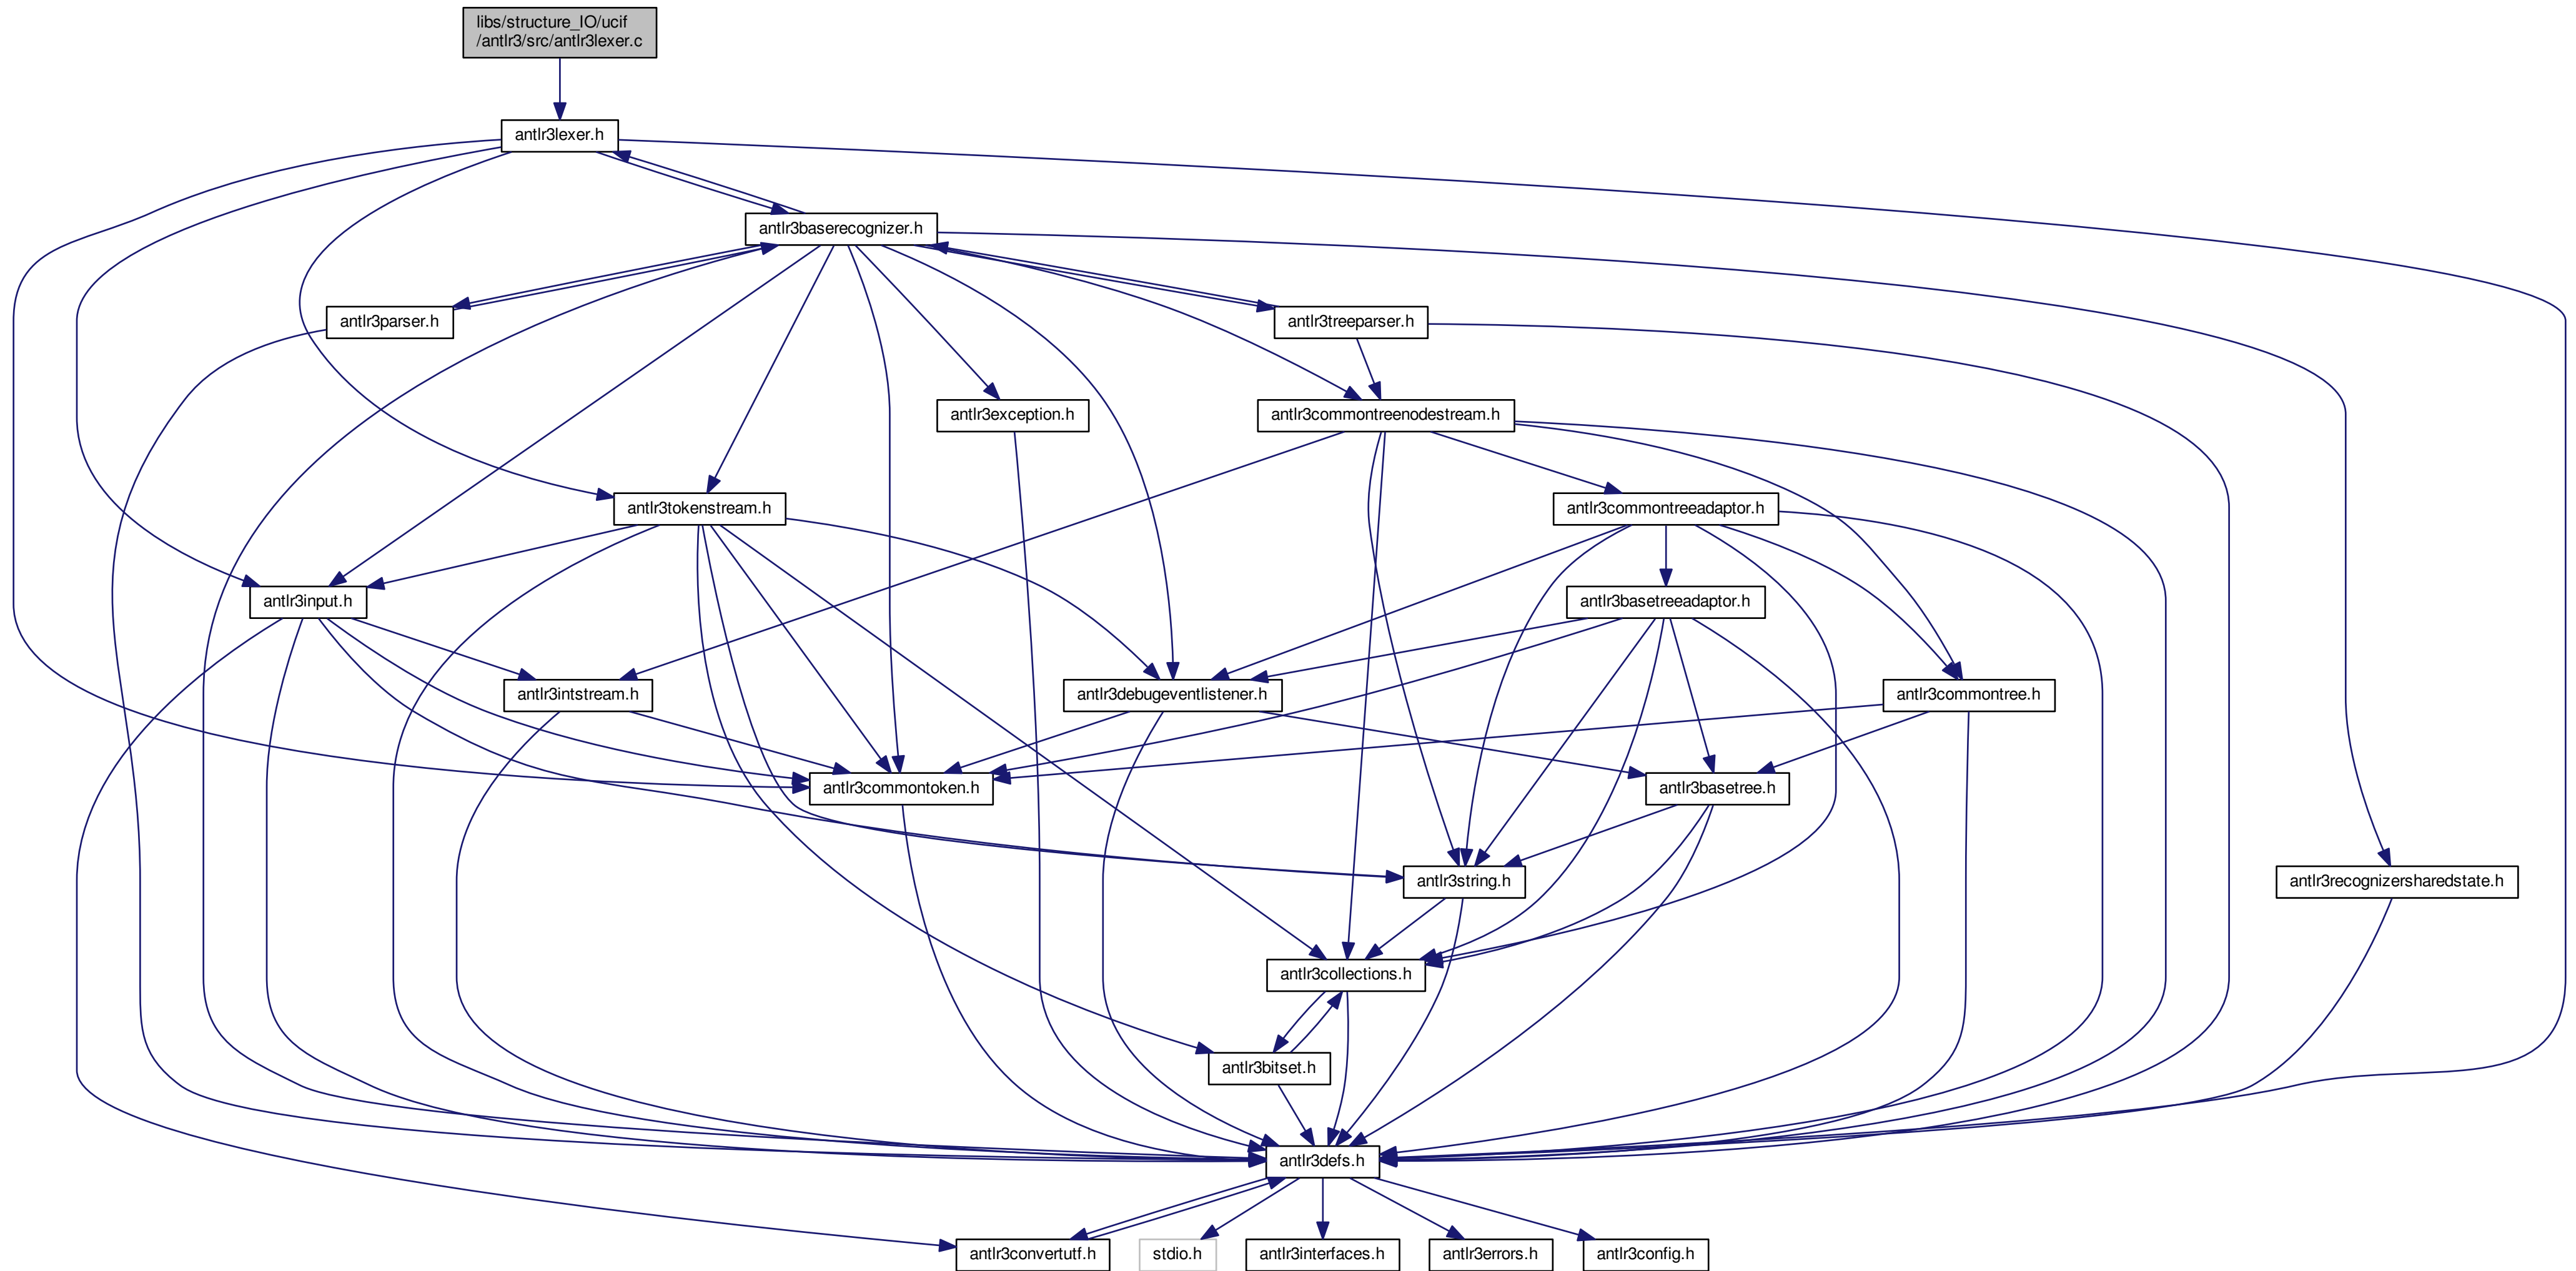 libs/structure_IO/ucif
/antlr3/src/antlr3lexer.c
antlr3lexer.h
antlr3baserecognizer.h
antlr3parser.h
antlr3treeparser.h
antlr3exception.h
antlr3commontreenodestream.h
antlr3tokenstream.h
antlr3commontreeadaptor.h
antlr3input.h
antlr3basetreeadaptor.h
antlr3intstream.h
antlr3debugeventlistener.h
antlr3commontree.h
antlr3commontoken.h
antlr3basetree.h
antlr3string.h
antlr3recognizersharedstate.h
antlr3collections.h
antlr3bitset.h
antlr3defs.h
antlr3convertutf.h
stdio.h
antlr3interfaces.h
antlr3errors.h
antlr3config.h